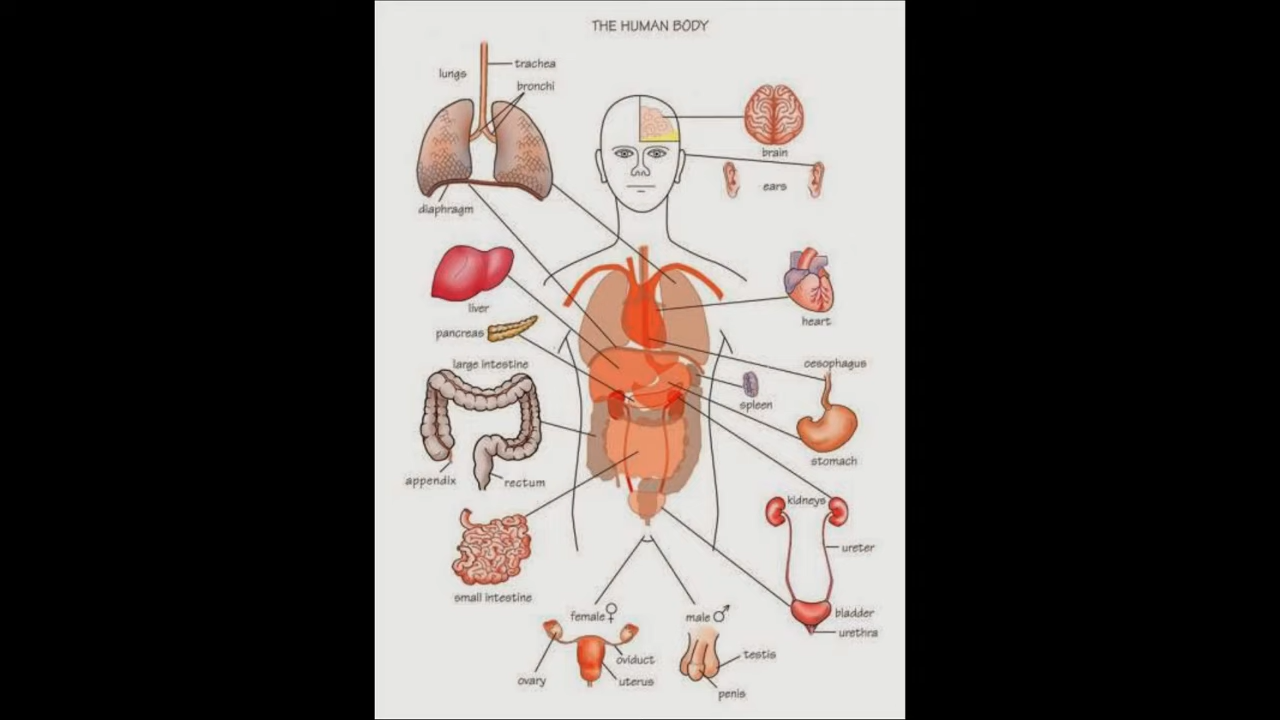 THE HUMAN BODY
lungs
trachea
bronchi
diaphragm
brain
ears
liver
heart
pancreas
large intestine
oesophagus
spleen
stomach
appendix
rectum
kidneys
ureter
small intestine
bladder
urethra
female ♀
male ♂
oviduct
testis
ovary
uterus
penis